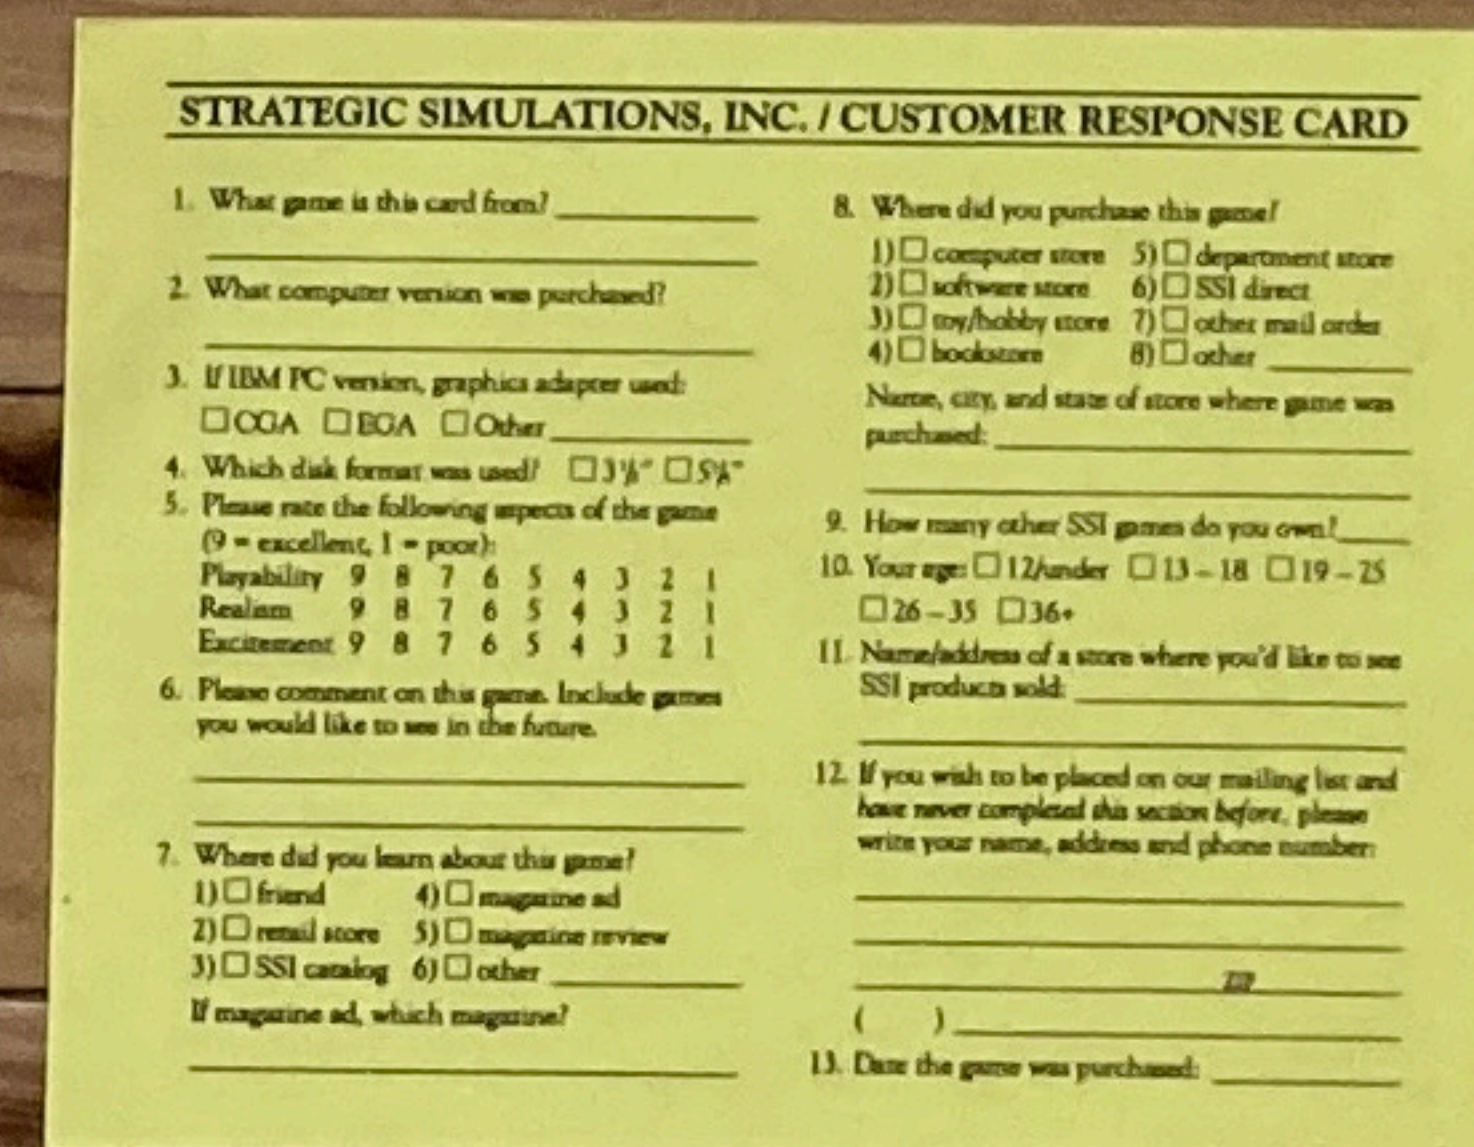 STRATEGIC SIMULATIONS, INC. / CUSTOMER RESPONSE CARD
1. What game is this card from?
2. What computer version was purchased?
3. If IBM PC version, graphics adapter used:
☐ CGA ☐ EGA ☐ Other
4. Which disk format was used? ☐ 3½" ☐ 5¼"
5. Please rate the following aspects of the game
(9 = excellent, 1 = poor):
Playability 9 8 7 6 5 4 3 2 1
Realism 9 8 7 6 5 4 3 2 1
Excitement 9 8 7 6 5 4 3 2 1
6. Please comment on this game. Include games
you would like to see in the future.
7. Where did you learn about this game?
1) ☐ friend 4) ☐ magazine ad
2) ☐ retail store 5) ☐ magazine review
3) ☐ SSI catalog 6) ☐ other
If magazine ad, which magazine?
8. Where did you purchase this game?
1) ☐ computer store 5) ☐ department store
2) ☐ software store 6) ☐ SSI direct
3) ☐ toy/hobby store 7) ☐ other mail order
4) ☐ bookstore 8) ☐ other
Name, city, and state of store where game was
purchased:
9. How many other SSI games do you own?
10. Your age: ☐ 12/under ☐ 13 – 18 ☐ 19 – 25
☐ 26 – 35 ☐ 36+
11. Name/address of a store where you'd like to see
SSI products sold:
12. If you wish to be placed on our mailing list and
have never completed this section before, please
write your name, address and phone number:
ZIP
( )
13. Date the game was purchased: